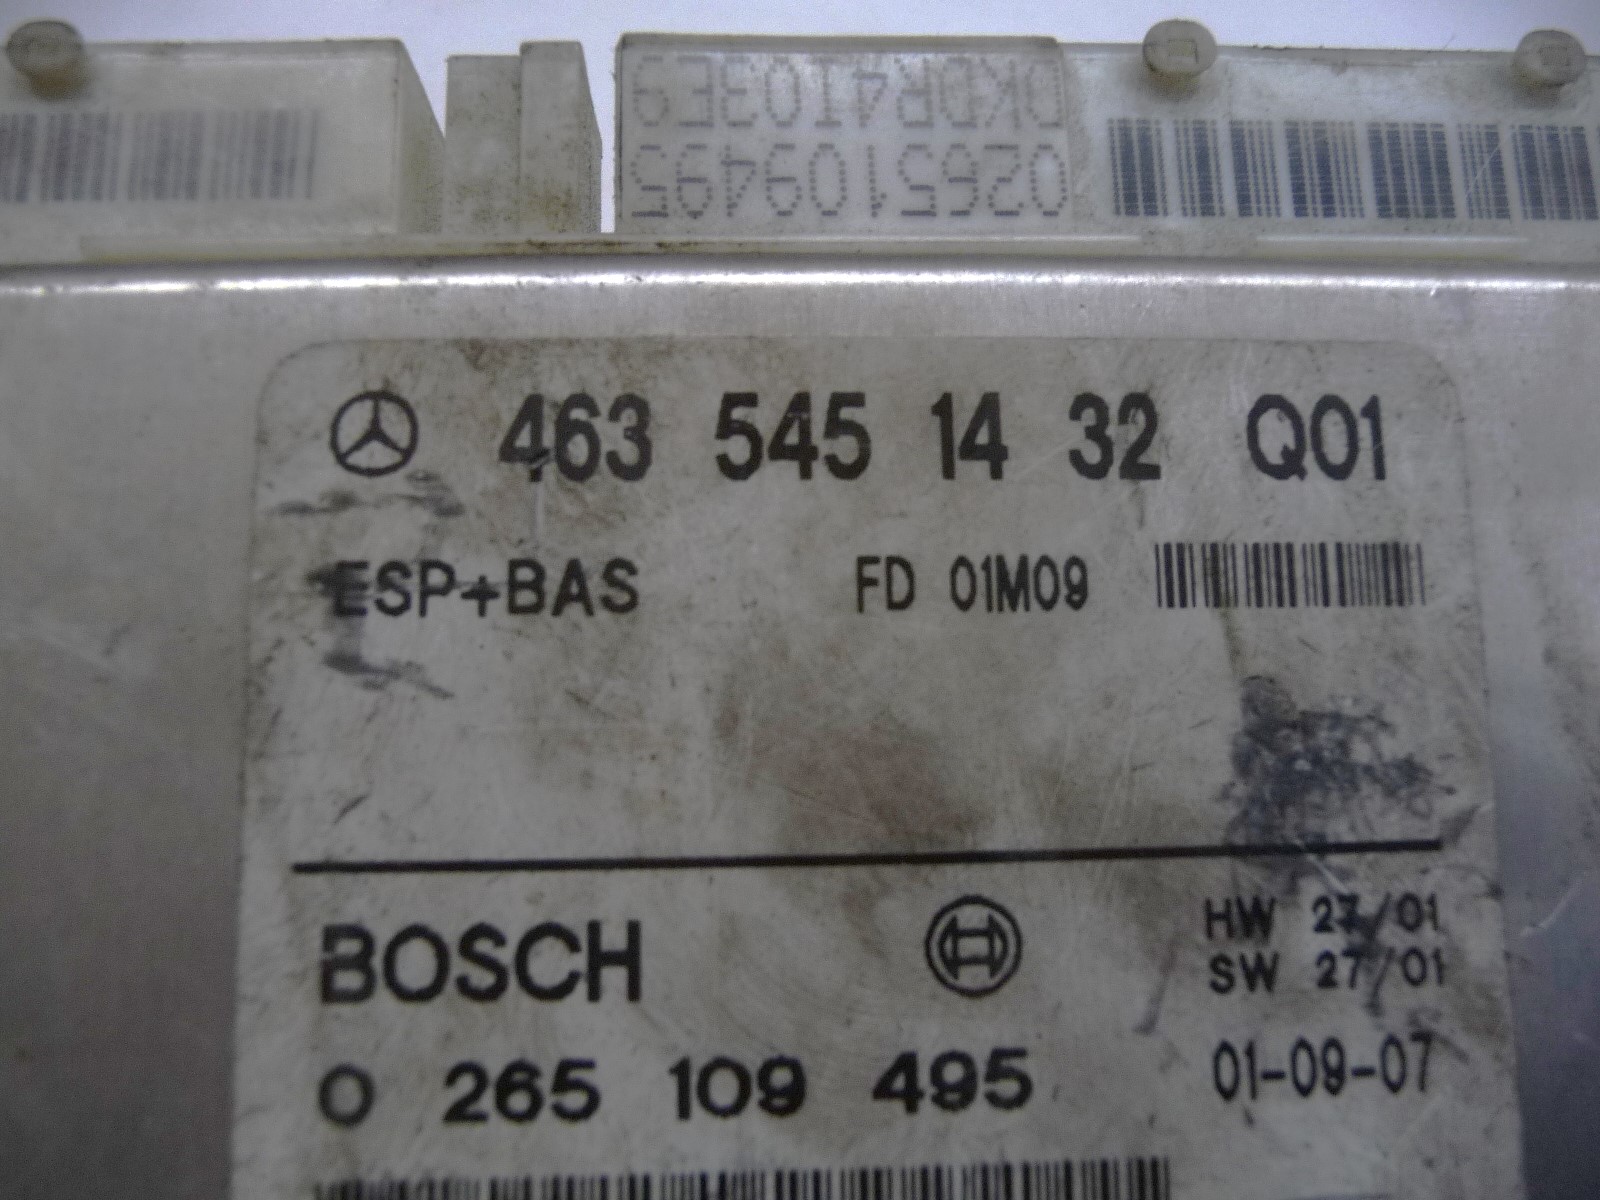 0265109495
463 545 14 32 Q01
ESP+BAS FD 01M09
BOSCH HW 27/01
SW 27/01
0 265 109 495 01-09-07